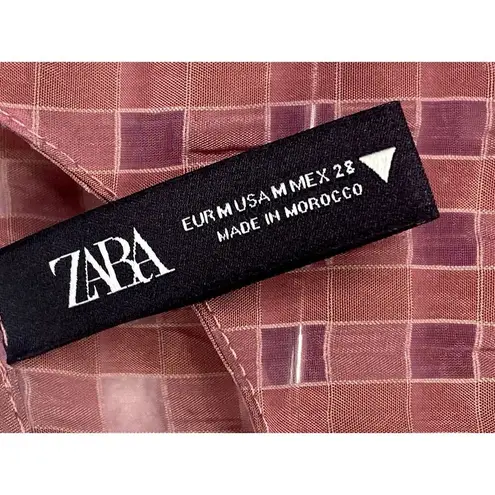 ZARA
EUR M USA M MEX 28
MADE IN MOROCCO